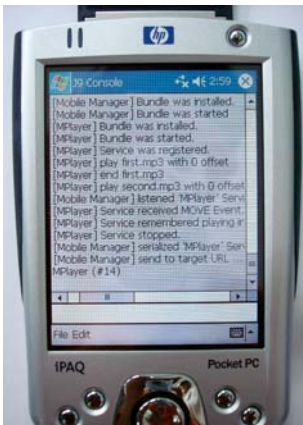 hp
J9 Console 2:59
[Mobile Manager] Bundle was installed.
[Mobile Manager] Bundle was started
[MPlayer] Bundle was installed.
[MPlayer] Bundle was started.
[MPlayer] Service was registered.
[MPlayer] play first.mp3 with 0 offset
[MPlayer] end first.mp3
[MPlayer] play second.mp3 with 0 offset
[Mobile Manager] listened 'MPlayer' Servi
[MPlayer] Service received MOVE Event.
[MPlayer] Service remembered playing ir
[MPlayer] Service stopped.
[Mobile Manager] serialized 'MPlayer' Ser
[Mobile Manager] send to target URL ...
MPlayer (#14)
File Edit
iPAQ Pocket PC